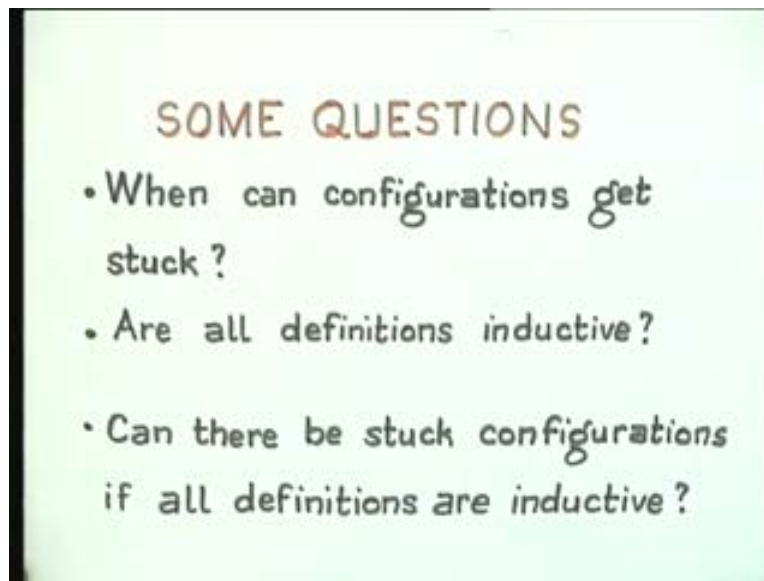 SOME QUESTIONS
• When can configurations get
stuck?
• Are all definitions inductive?
• Can there be stuck configurations
if all definitions are inductive?